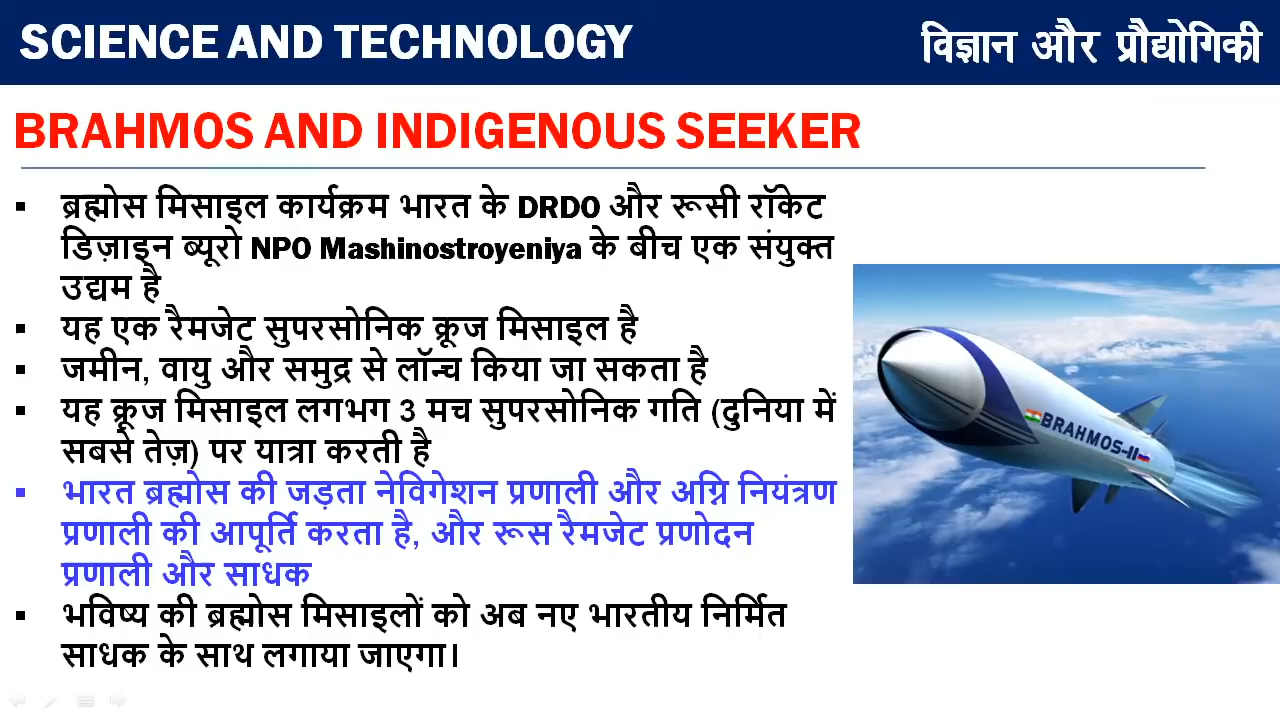 SCIENCE AND TECHNOLOGY
विज्ञान और प्रौद्योगिकी
BRAHMOS AND INDIGENOUS SEEKER
▪ ब्रह्मोस मिसाइल कार्यक्रम भारत के DRDO और रूसी रॉकेट
डिज़ाइन ब्यूरो NPO Mashinostroyeniya के बीच एक संयुक्त
उद्यम है
▪ यह एक रैमजेट सुपरसोनिक क्रूज मिसाइल है
▪ जमीन, वायु और समुद्र से लॉन्च किया जा सकता है
▪ यह क्रूज मिसाइल लगभग 3 मच सुपरसोनिक गति (दुनिया में
सबसे तेज़) पर यात्रा करती है
▪ भारत ब्रह्मोस की जड़ता नेविगेशन प्रणाली और अग्नि नियंत्रण
प्रणाली की आपूर्ति करता है, और रूस रैमजेट प्रणोदन
प्रणाली और साधक
▪ भविष्य की ब्रह्मोस मिसाइलों को अब नए भारतीय निर्मित
साधक के साथ लगाया जाएगा।
BRAHMOS-II